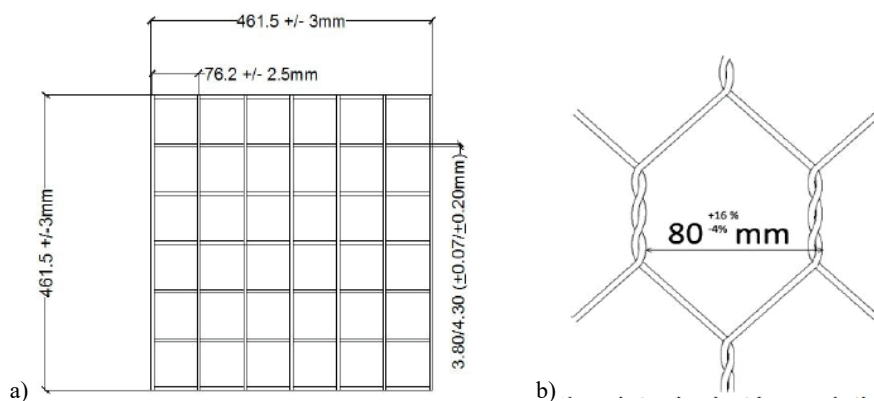 461.5 +/- 3mm
76.2 +/- 2.5mm
461.5 +/-3mm
3.80/4.30 (±0.07/±0.20mm)
a)
80 +16 % -4% mm
b)